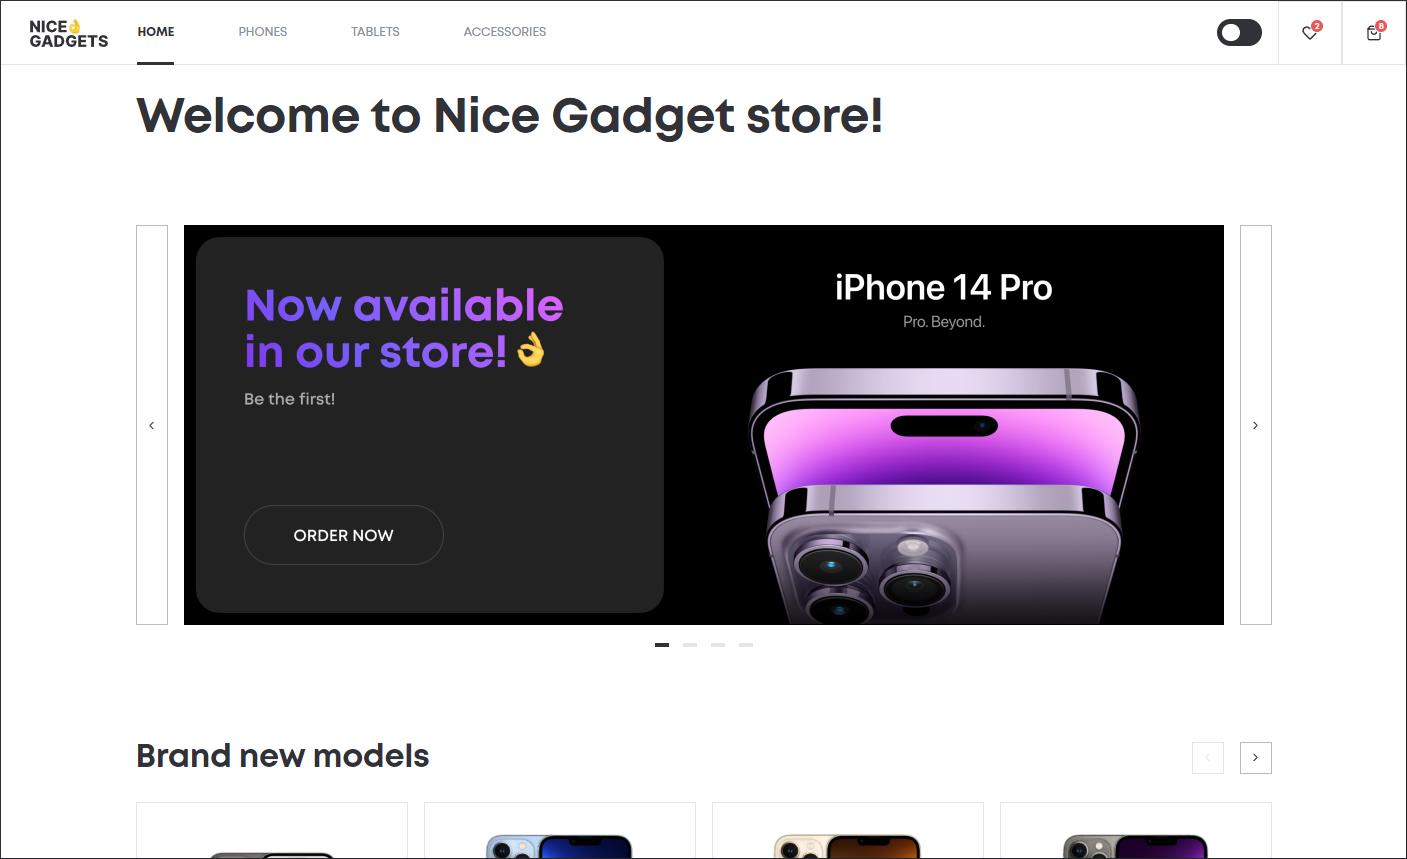 NICE👌
GADGETS
HOME
PHONES
TABLETS
ACCESSORIES
2
8
Welcome to Nice Gadget store!
Now available
in our store!👌
Be the first!
ORDER NOW
iPhone 14 Pro
Pro. Beyond.
Brand new models